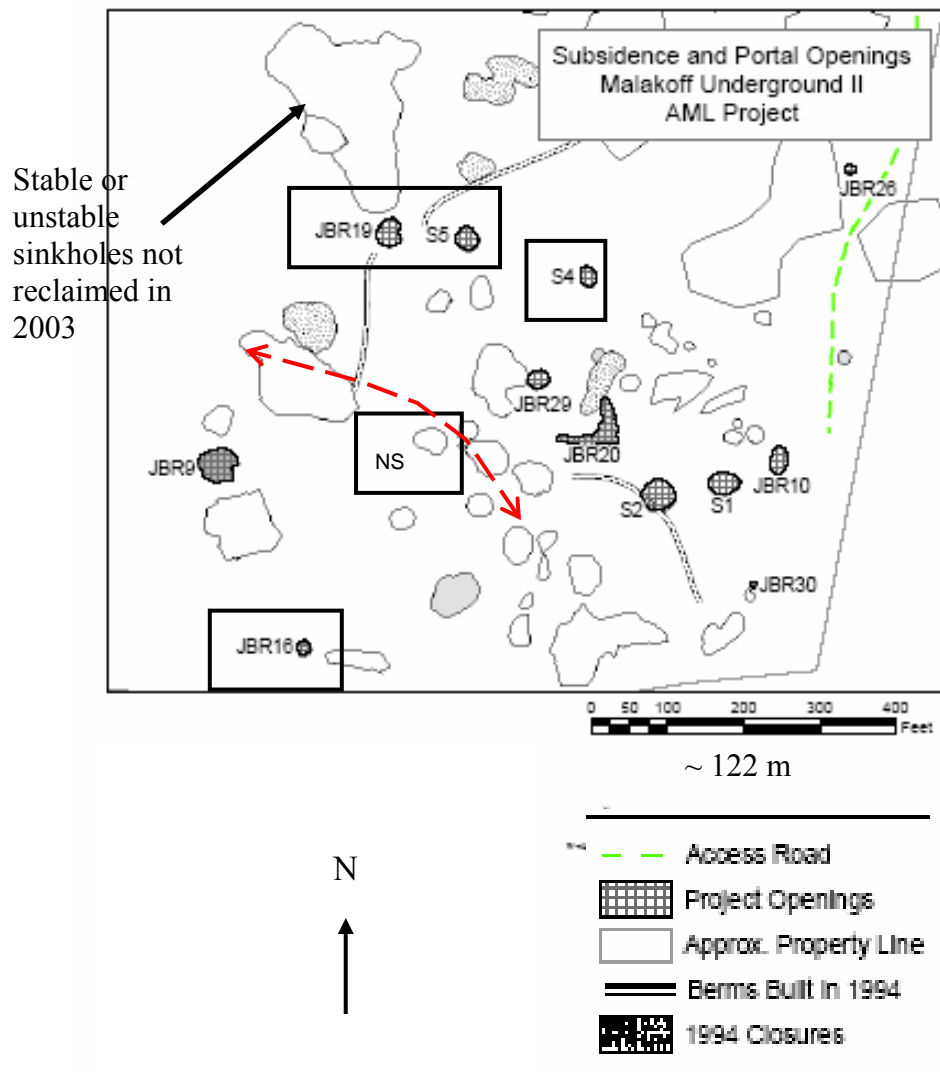 Subsidence and Portal Openings
Malakoff Underground II
AML Project
Stable or
unstable
sinkholes not
reclaimed in
2003
JBR26
JBR19
S5
S4
JBR29
JBR20
JBR9
NS
JBR10
S2
S1
JBR30
JBR16
0 50 100 200 300 400
Feet
~ 122 m
N
Access Road
Project Openings
Approx. Property Line
Berms Built in 1994
1994 Closures